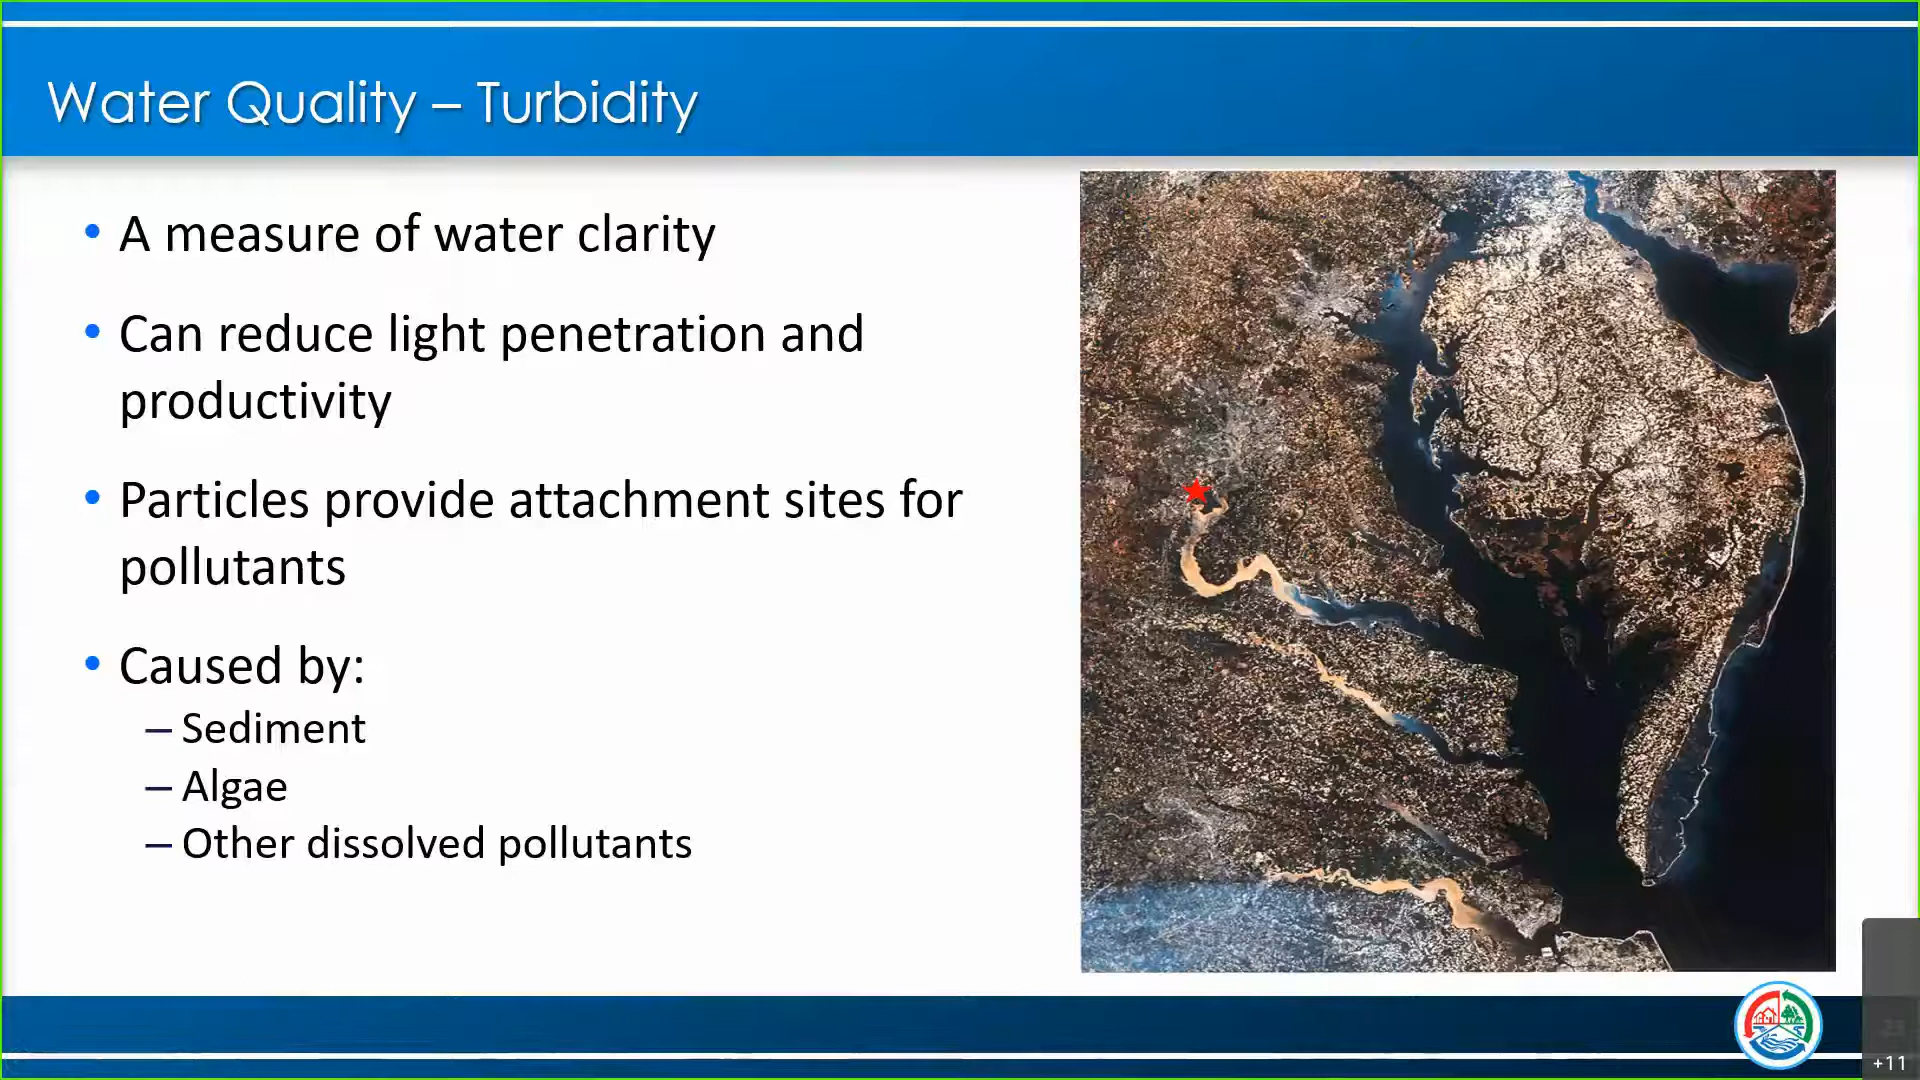 Water Quality – Turbidity
• A measure of water clarity
• Can reduce light penetration and
productivity
• Particles provide attachment sites for
pollutants
• Caused by:
– Sediment
– Algae
– Other dissolved pollutants
23
+11